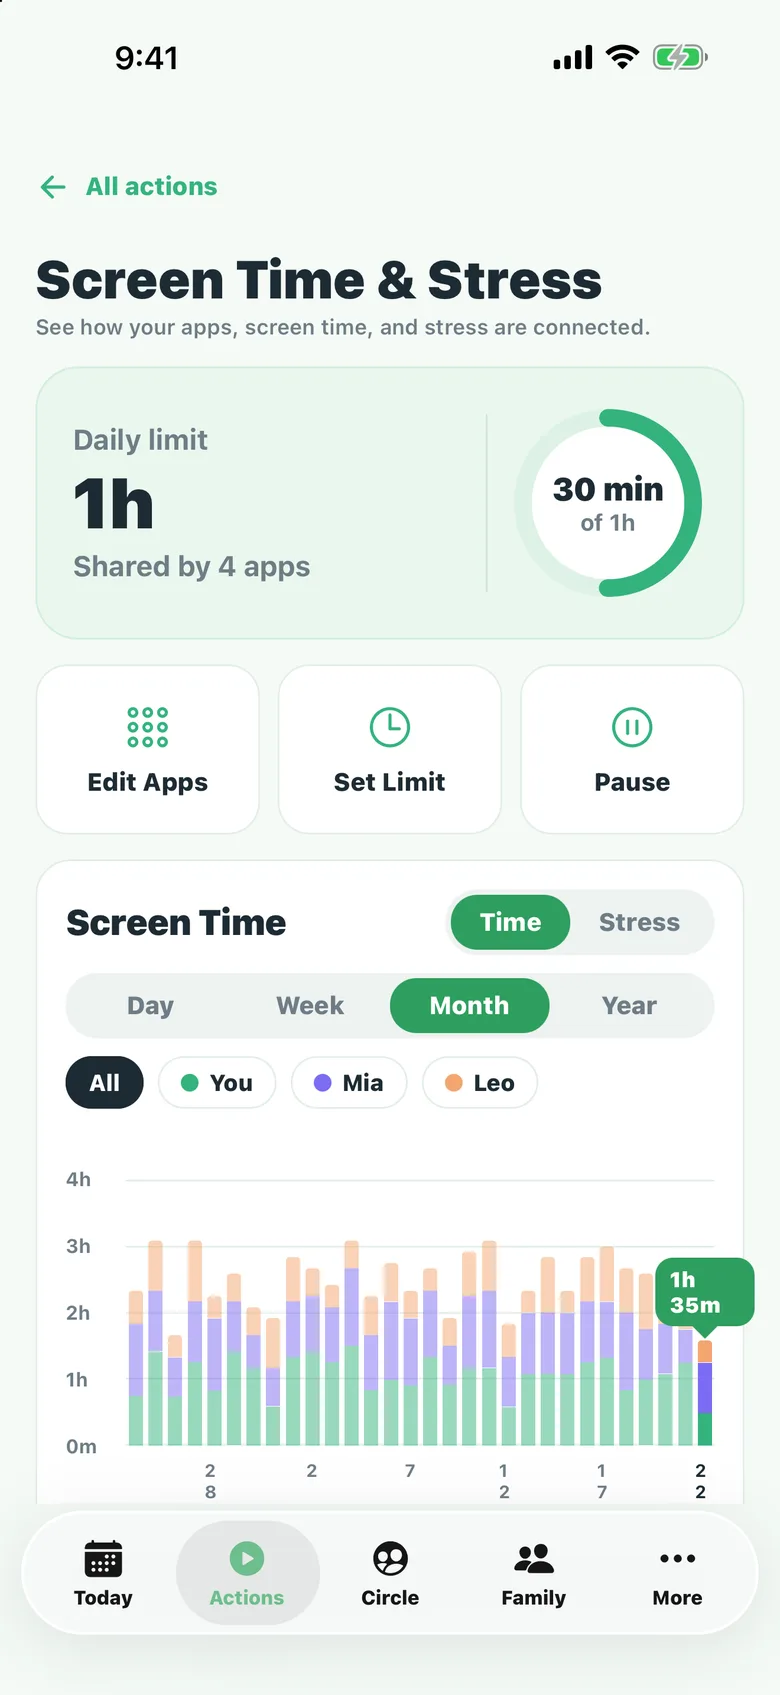 9:41
All actions
Screen Time & Stress
See how your apps, screen time, and stress are connected.
Daily limit
1h
Shared by 4 apps
30 min
of 1h
Edit Apps
Set Limit
Pause
Screen Time
Time
Stress
Day
Week
Month
Year
All
You
Mia
Leo
4h
3h
2h
1h
0m
1h
35m
2
8
2
7
1
2
1
7
2
2
Today
Actions
Circle
Family
More